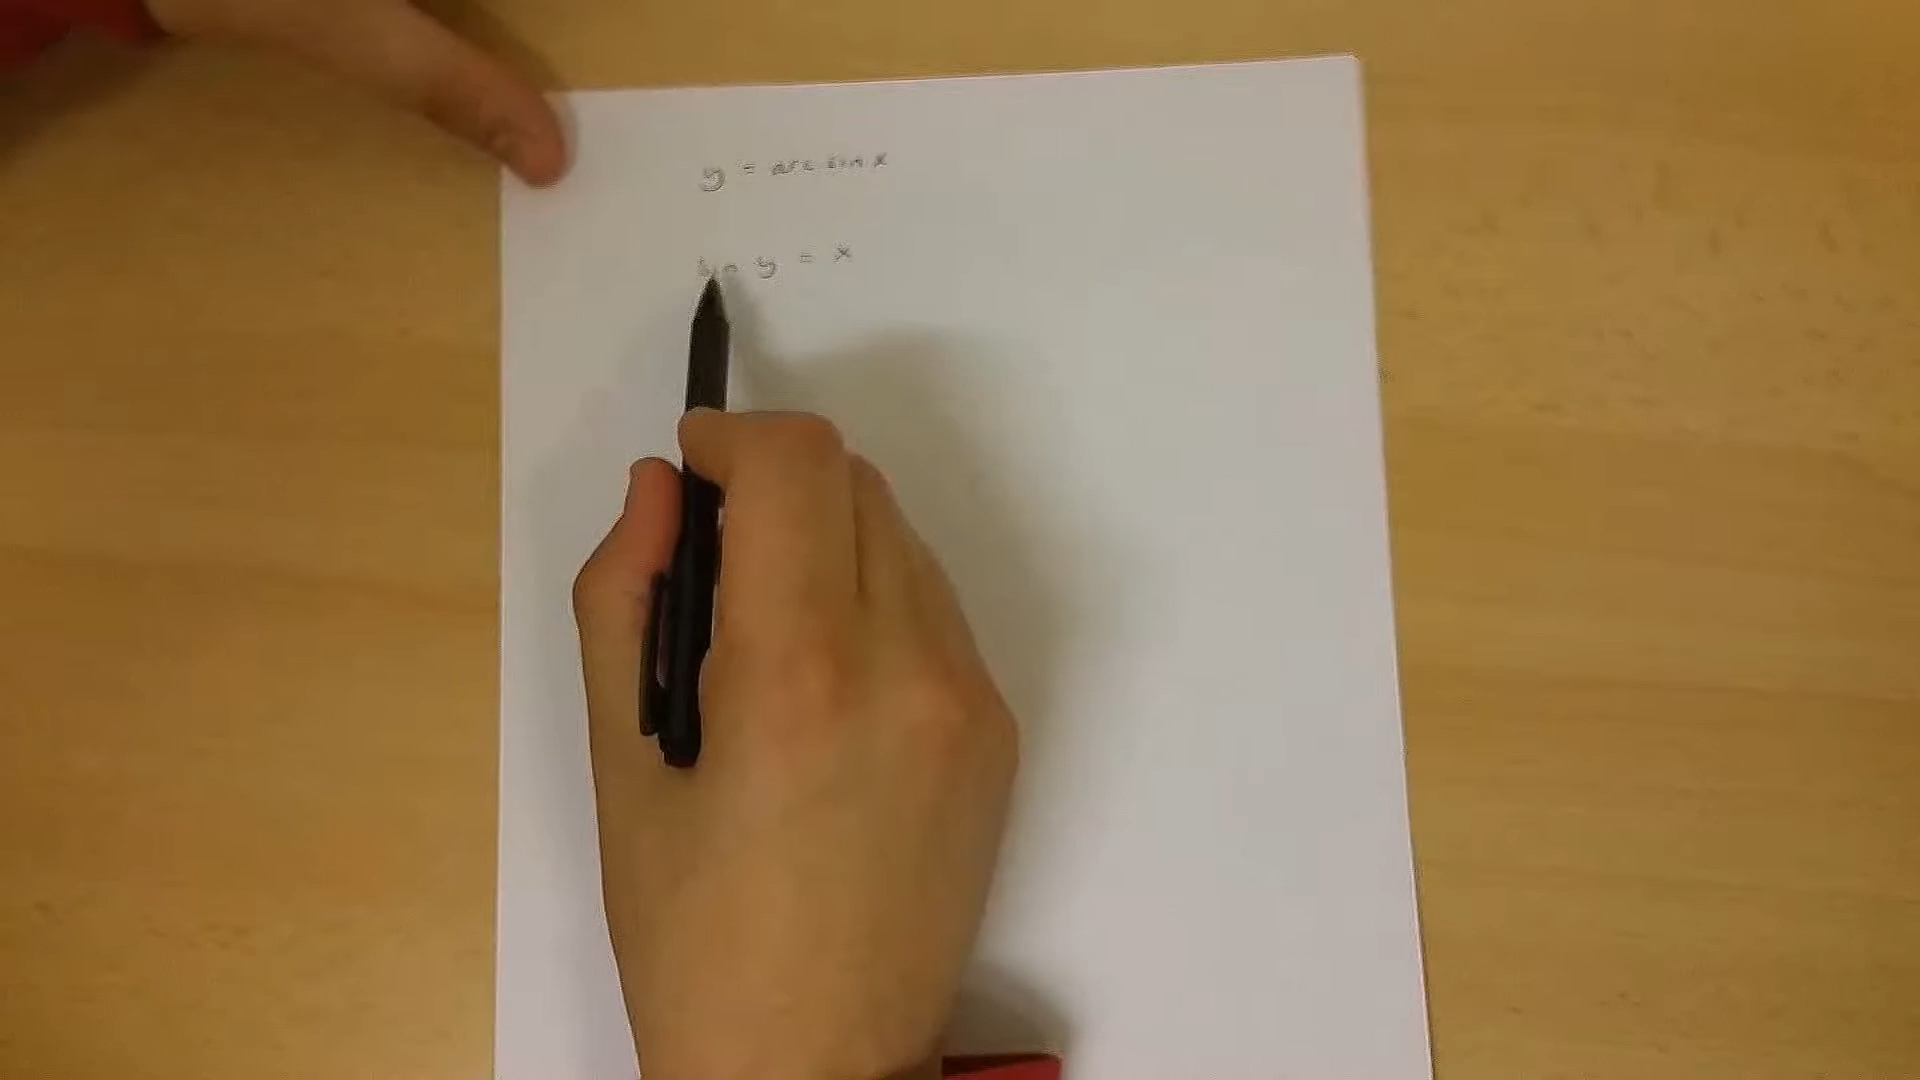 y = arc sin x
sin y = x